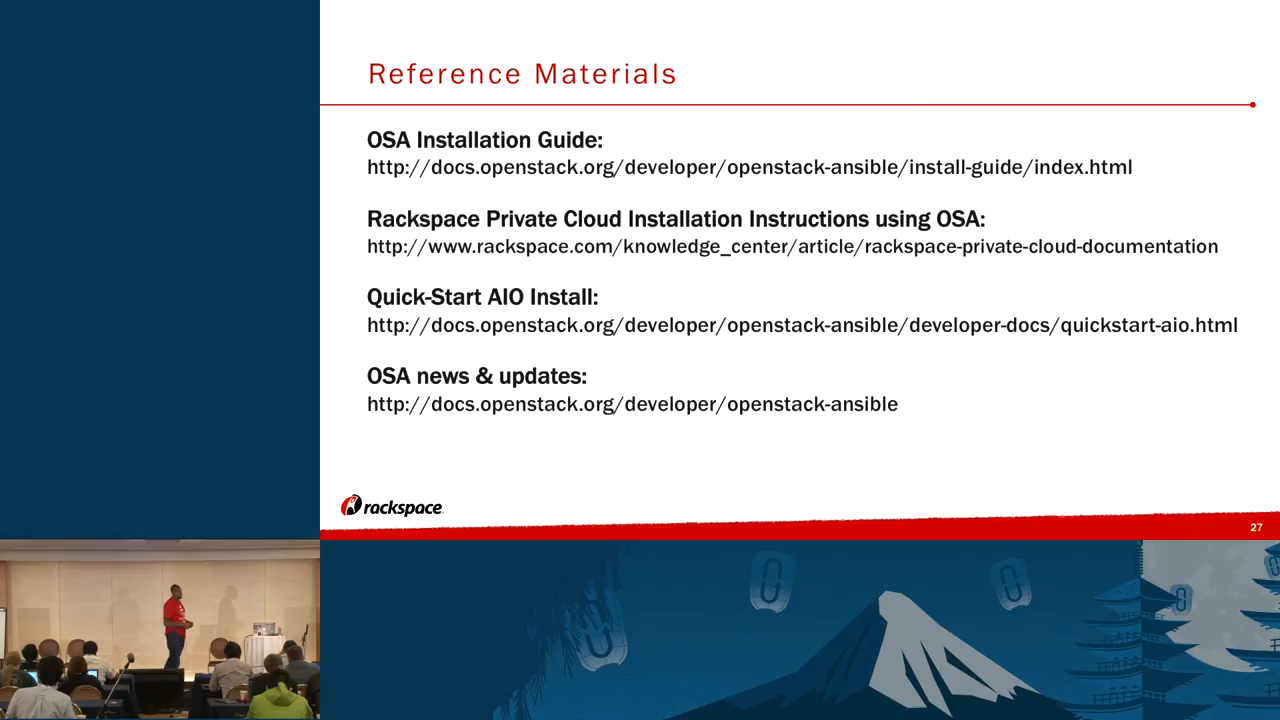 Reference Materials
OSA Installation Guide:
http://docs.openstack.org/developer/openstack-ansible/install-guide/index.html
Rackspace Private Cloud Installation Instructions using OSA:
http://www.rackspace.com/knowledge_center/article/rackspace-private-cloud-documentation
Quick-Start AIO Install:
http://docs.openstack.org/developer/openstack-ansible/developer-docs/quickstart-aio.html
OSA news & updates:
http://docs.openstack.org/developer/openstack-ansible
rackspace
27